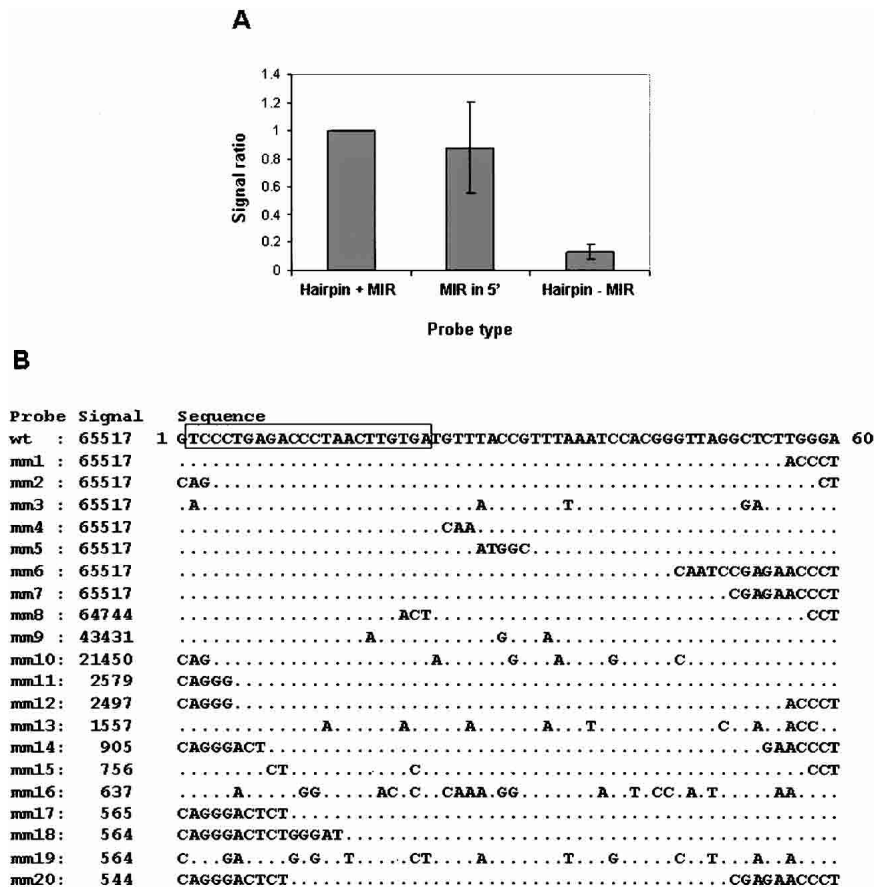 A
1.4
1.2
1
0.8
0.6
0.4
0.2
0
Signal ratio
Hairpin + MIR MIR in 5' Hairpin - MIR
Probe type
B
Probe Signal Sequence
wt : 65517 1 GTCCCTGAGACCCTAACTTGTGATGTTTACCGTTTAAATCCACGGGTTAGGCTCTTGGGA 60
mm1 : 65517 .......................................................ACCCT
mm2 : 65517 CAG.......................................................CT
mm3 : 65517 .A.........................A.......T...............GA.......
mm4 : 65517 ........................CAA.................................
mm5 : 65517 ...........................ATGGC............................
mm6 : 65517 .............................................CAATCCGAGAACCCT
mm7 : 65517 ..................................................CGAGAACCCT
mm8 : 64744 ....................ACT..................................CCT
mm9 : 43431 .................A...........G...A..........................
mm10: 21450 CAG....................A......G...A....G.....C..............
mm11: 2579 CAGGG.......................................................
mm12: 2497 CAGGG..................................................ACCCT
mm13: 1557 .............A......A.....A......A...T...........C..A..ACC..
mm14: 905 CAGGGACT.............................................GAACCCT
mm15: 756 ........CT...........C...................................CCT
mm16: 637 .....A.....GG.....AC.C..CAAA.GG.......A..T.CC.A.T.....AA....
mm17: 565 CAGGGACTCT..................................................
mm18: 564 CAGGGACTCTGGGAT.............................................
mm19: 564 C...GA....G.G..T.....CT....A.......T...G.....C..T...A..A....
mm20: 544 CAGGGACTCT........................................CGAGAACCCT